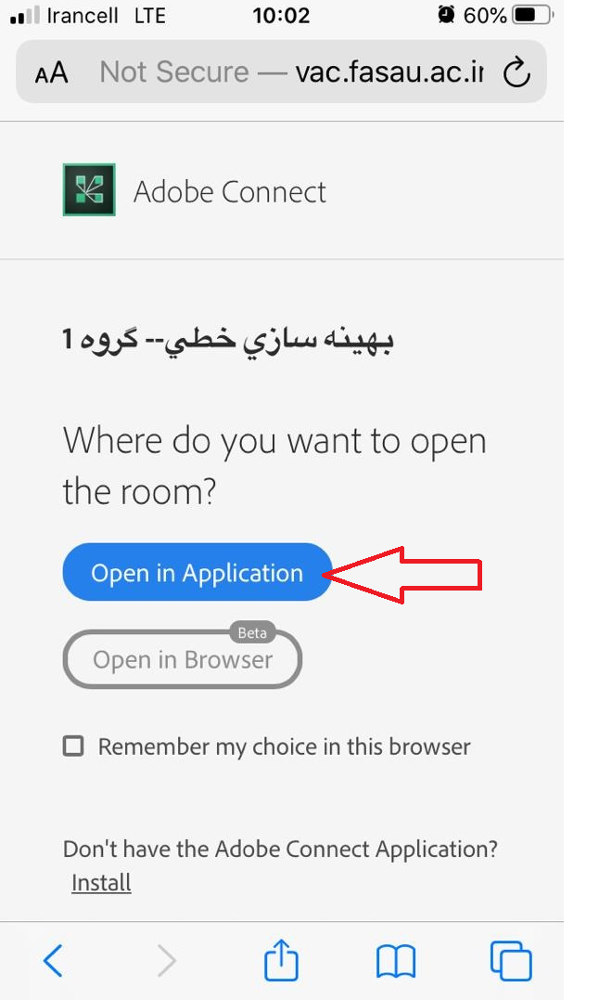 Irancell LTE 10:02 60%
AA Not Secure — vac.fasau.ac.ir
Adobe Connect
بهينه سازي خطي-- گروه 1
Where do you want to open
the room?
Open in Application
Beta
Open in Browser
Remember my choice in this browser
Don't have the Adobe Connect Application?
Install